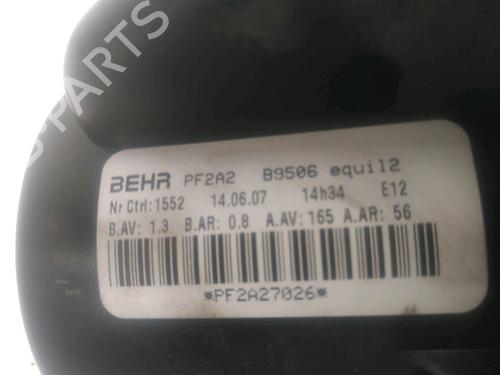 BEHR PF2A2 B9506 equil2
Nr Ctrl:1552 14.06.07 14h34 E12
B.AV: 1.3 B.AR: 0.8 A.AV: 165 A.AR: 56
*PF2A27026*
B-PARTS